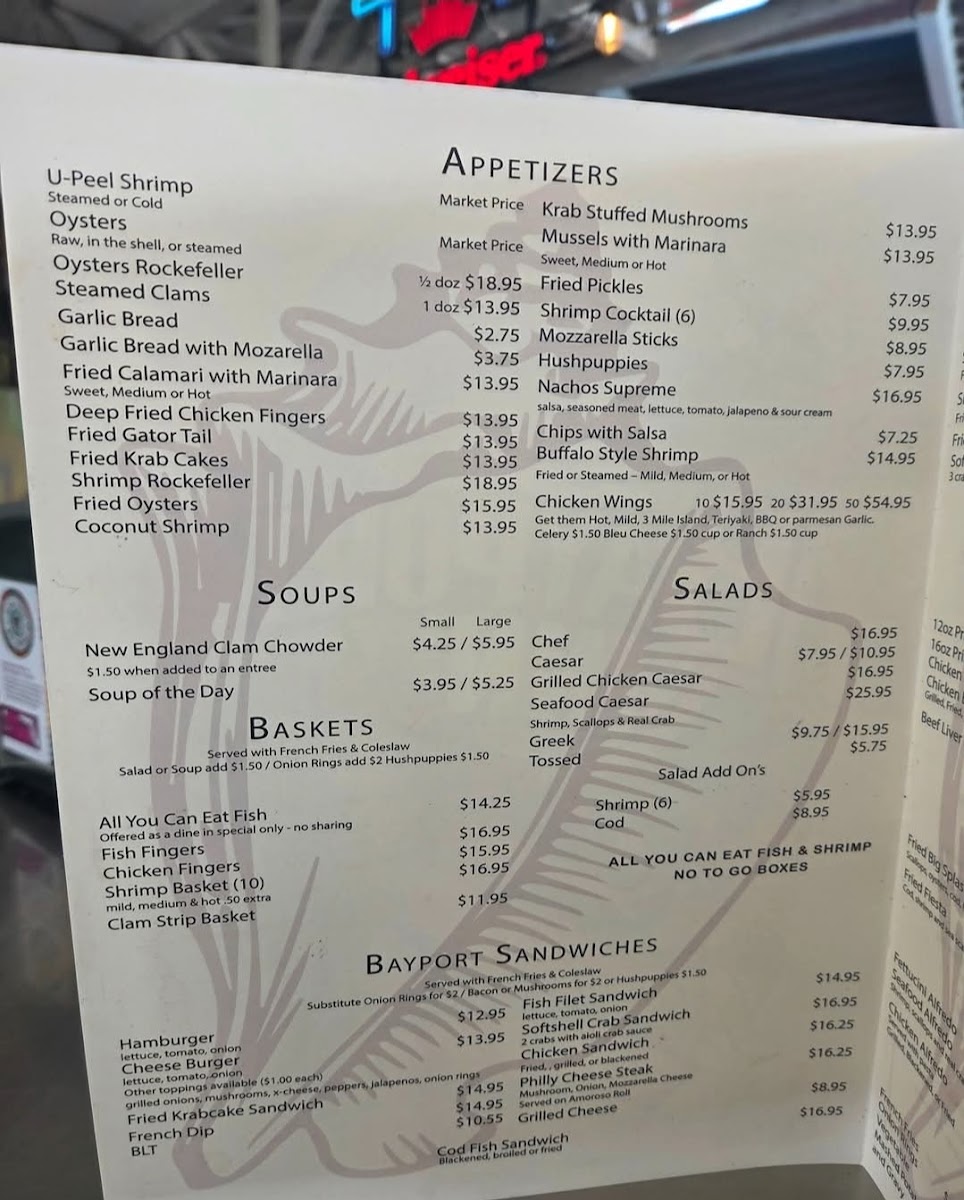 APPETIZERS
U-Peel Shrimp Market Price
Steamed or Cold
Oysters Market Price
Raw, in the shell, or steamed
Oysters Rockefeller ½ doz $18.95
Steamed Clams 1 doz $13.95
Garlic Bread $2.75
Garlic Bread with Mozarella $3.75
Fried Calamari with Marinara $13.95
Sweet, Medium or Hot
Deep Fried Chicken Fingers $13.95
Fried Gator Tail $13.95
Fried Krab Cakes $13.95
Shrimp Rockefeller $18.95
Fried Oysters $15.95
Coconut Shrimp $13.95
Krab Stuffed Mushrooms $13.95
Mussels with Marinara $13.95
Sweet, Medium or Hot
Fried Pickles $7.95
Shrimp Cocktail (6) $9.95
Mozzarella Sticks $8.95
Hushpuppies $7.95
Nachos Supreme $16.95
salsa, seasoned meat, lettuce, tomato, jalapeno & sour cream
Chips with Salsa $7.25
Buffalo Style Shrimp $14.95
Fried or Steamed – Mild, Medium, or Hot
Chicken Wings 10 $15.95 20 $31.95 50 $54.95
Get them Hot, Mild, 3 Mile Island, Teriyaki, BBQ or parmesan Garlic.
Celery $1.50 Bleu Cheese $1.50 cup or Ranch $1.50 cup
SOUPS
Small Large
New England Clam Chowder $4.25 / $5.95
$1.50 when added to an entree
Soup of the Day $3.95 / $5.25
SALADS
Chef $16.95
Caesar $7.95 / $10.95
Grilled Chicken Caesar $16.95
Seafood Caesar $25.95
Shrimp, Scallops & Real Crab
Greek $9.75 / $15.95
Tossed $5.75
Salad Add On's
Shrimp (6) $5.95
Cod $8.95
ALL YOU CAN EAT FISH & SHRIMP
NO TO GO BOXES
BASKETS
Served with French Fries & Coleslaw
Salad or Soup add $1.50 / Onion Rings add $2 Hushpuppies $1.50
All You Can Eat Fish $14.25
Offered as a dine in special only - no sharing
Fish Fingers $16.95
Chicken Fingers $15.95
Shrimp Basket (10) $16.95
mild, medium & hot .50 extra
Clam Strip Basket $11.95
BAYPORT SANDWICHES
Served with French Fries & Coleslaw
Substitute Onion Rings for $2 / Bacon or Mushrooms for $2 or Hushpuppies $1.50
Hamburger $12.95
lettuce, tomato, onion
Cheese Burger $13.95
lettuce, tomato, onion
Other toppings available ($1.00 each)
grilled onions, mushrooms, x-cheese, peppers, jalapenos, onion rings
Fried Krabcake Sandwich $14.95
French Dip $14.95
BLT $10.55
Fish Filet Sandwich $14.95
lettuce, tomato, onion
Softshell Crab Sandwich $16.95
2 crabs with aioli crab sauce
Chicken Sandwich $16.25
Fried, , grilled, or blackened
Philly Cheese Steak $16.25
Mushroom, Onion, Mozzarella Cheese
Served on Amoroso Roll
Grilled Cheese $8.95
Cod Fish Sandwich $16.95
Blackened, broiled or fried
12oz
16oz
Chicken
Chicken
Grilled, Fried,
Beef Liver
Fried Big
Fried Fiesta
Fettucini Alfredo
Seafood Alfredo
Chicken Alfredo
French Fries
Onion Rings